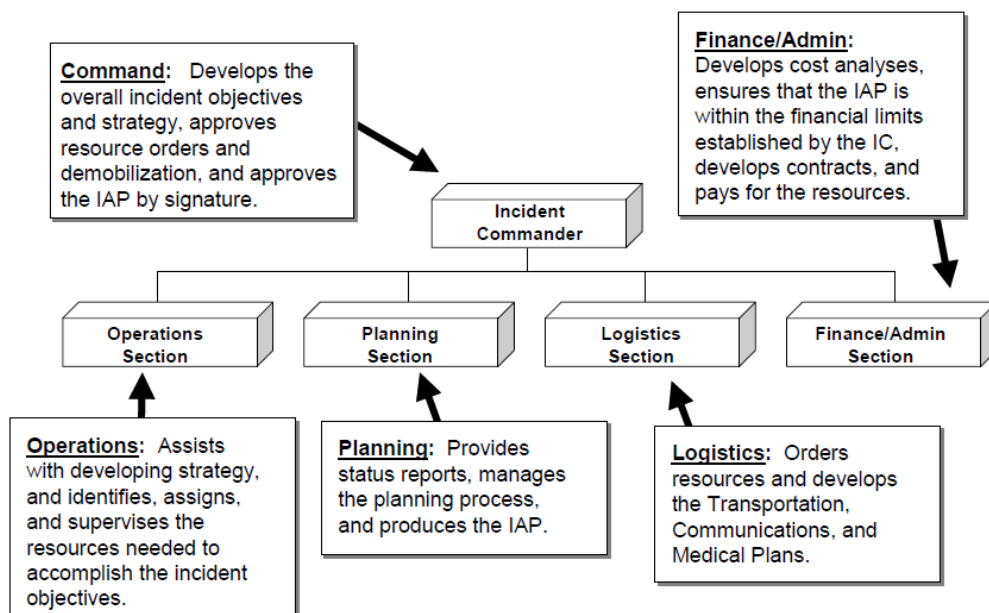 Command: Develops the
overall incident objectives
and strategy, approves
resource orders and
demobilization, and approves
the IAP by signature.
Finance/Admin:
Develops cost analyses,
ensures that the IAP is
within the financial limits
established by the IC,
develops contracts, and
pays for the resources.
Incident
Commander
Operations
Section
Planning
Section
Logistics
Section
Finance/Admin
Section
Operations: Assists
with developing strategy,
and identifies, assigns,
and supervises the
resources needed to
accomplish the incident
objectives.
Planning: Provides
status reports, manages
the planning process,
and produces the IAP.
Logistics: Orders
resources and develops
the Transportation,
Communications, and
Medical Plans.